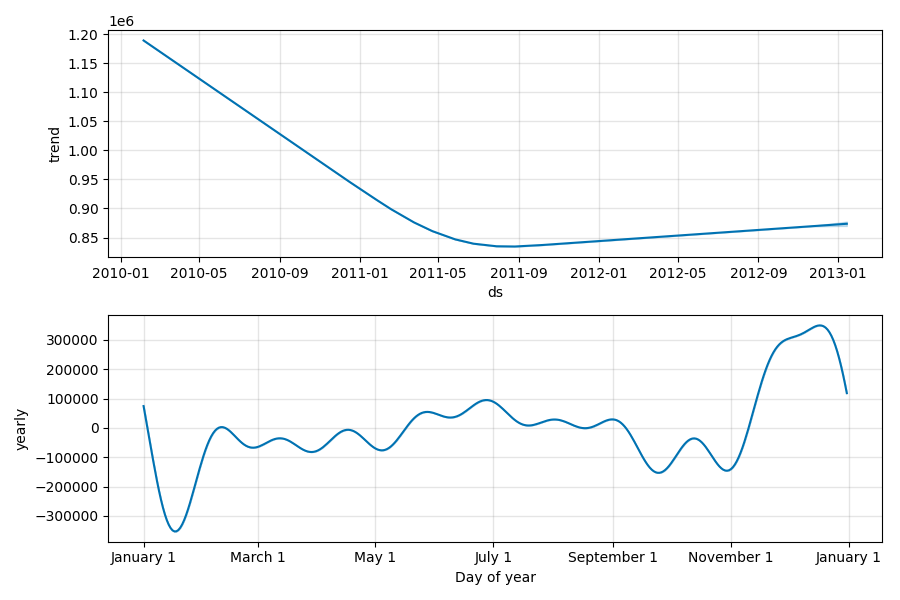 1e6
1.20
1.15
1.10
1.05
1.00
0.95
0.90
0.85
trend
2010-01 2010-05 2010-09 2011-01 2011-05 2011-09 2012-01 2012-05 2012-09 2013-01
ds
300000
200000
100000
0
−100000
−200000
−300000
yearly
January 1 March 1 May 1 July 1 September 1 November 1 January 1
Day of year